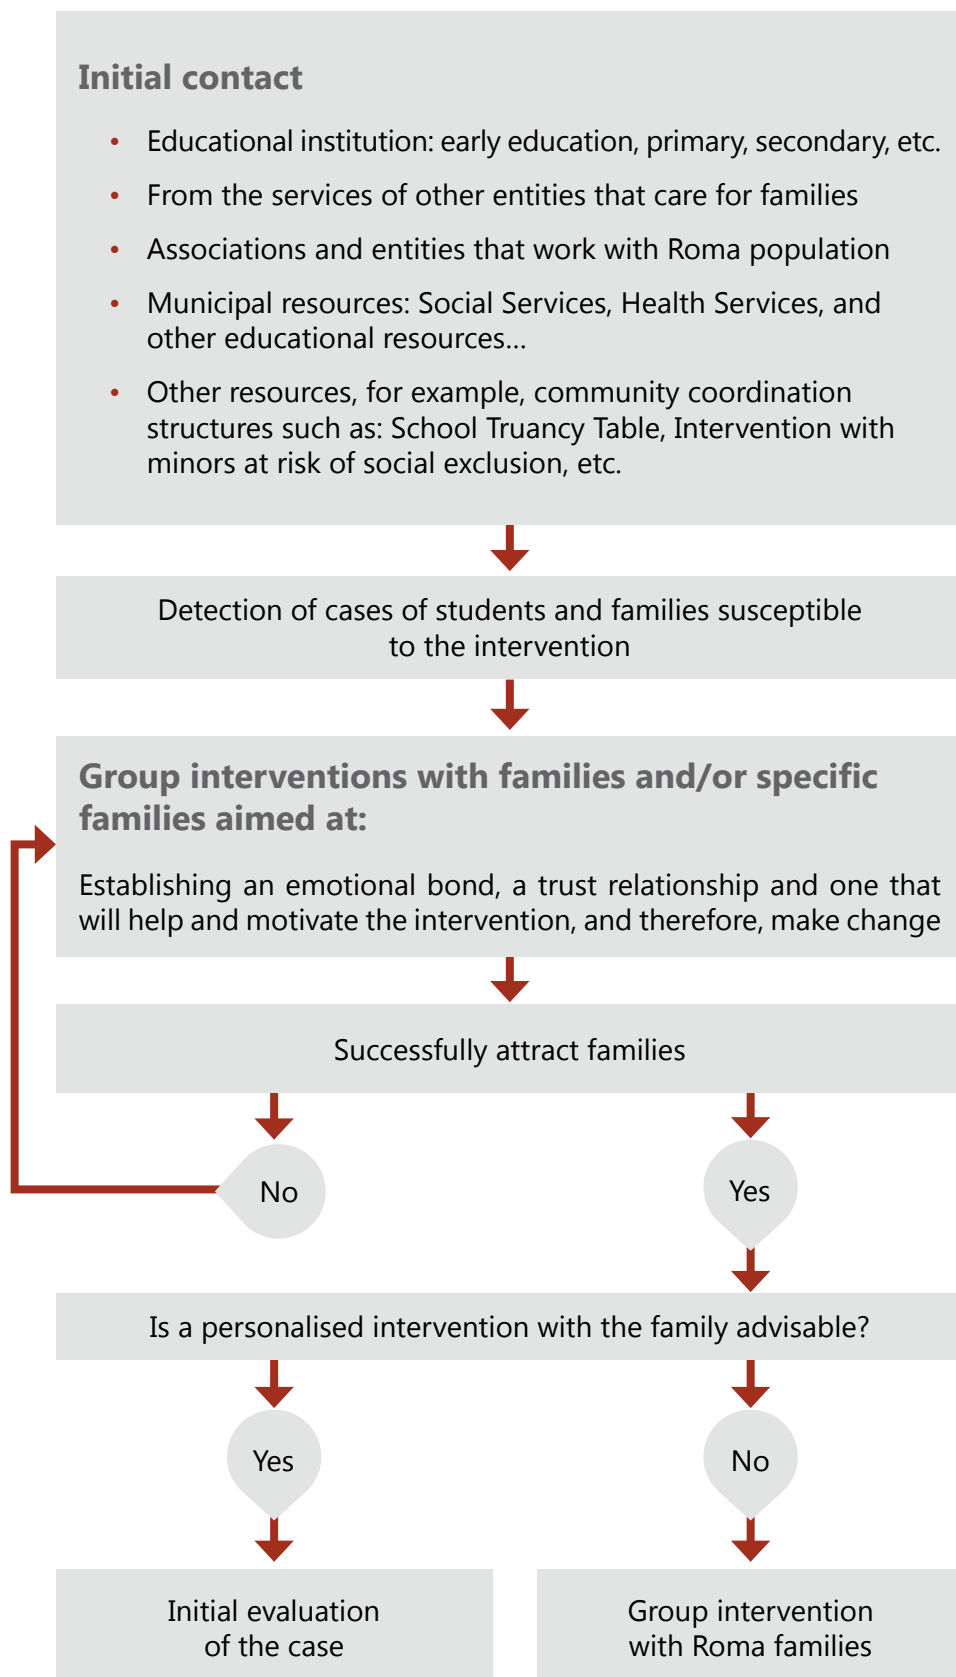 Initial contact
• Educational institution: early education, primary, secondary, etc.
• From the services of other entities that care for families
• Associations and entities that work with Roma population
• Municipal resources: Social Services, Health Services, and
other educational resources...
• Other resources, for example, community coordination
structures such as: School Truancy Table, Intervention with
minors at risk of social exclusion, etc.
Detection of cases of students and families susceptible
to the intervention
Group interventions with families and/or specific
families aimed at:
Establishing an emotional bond, a trust relationship and one that
will help and motivate the intervention, and therefore, make change
Successfully attract families
No
Yes
Is a personalised intervention with the family advisable?
Yes
No
Initial evaluation
of the case
Group intervention
with Roma families